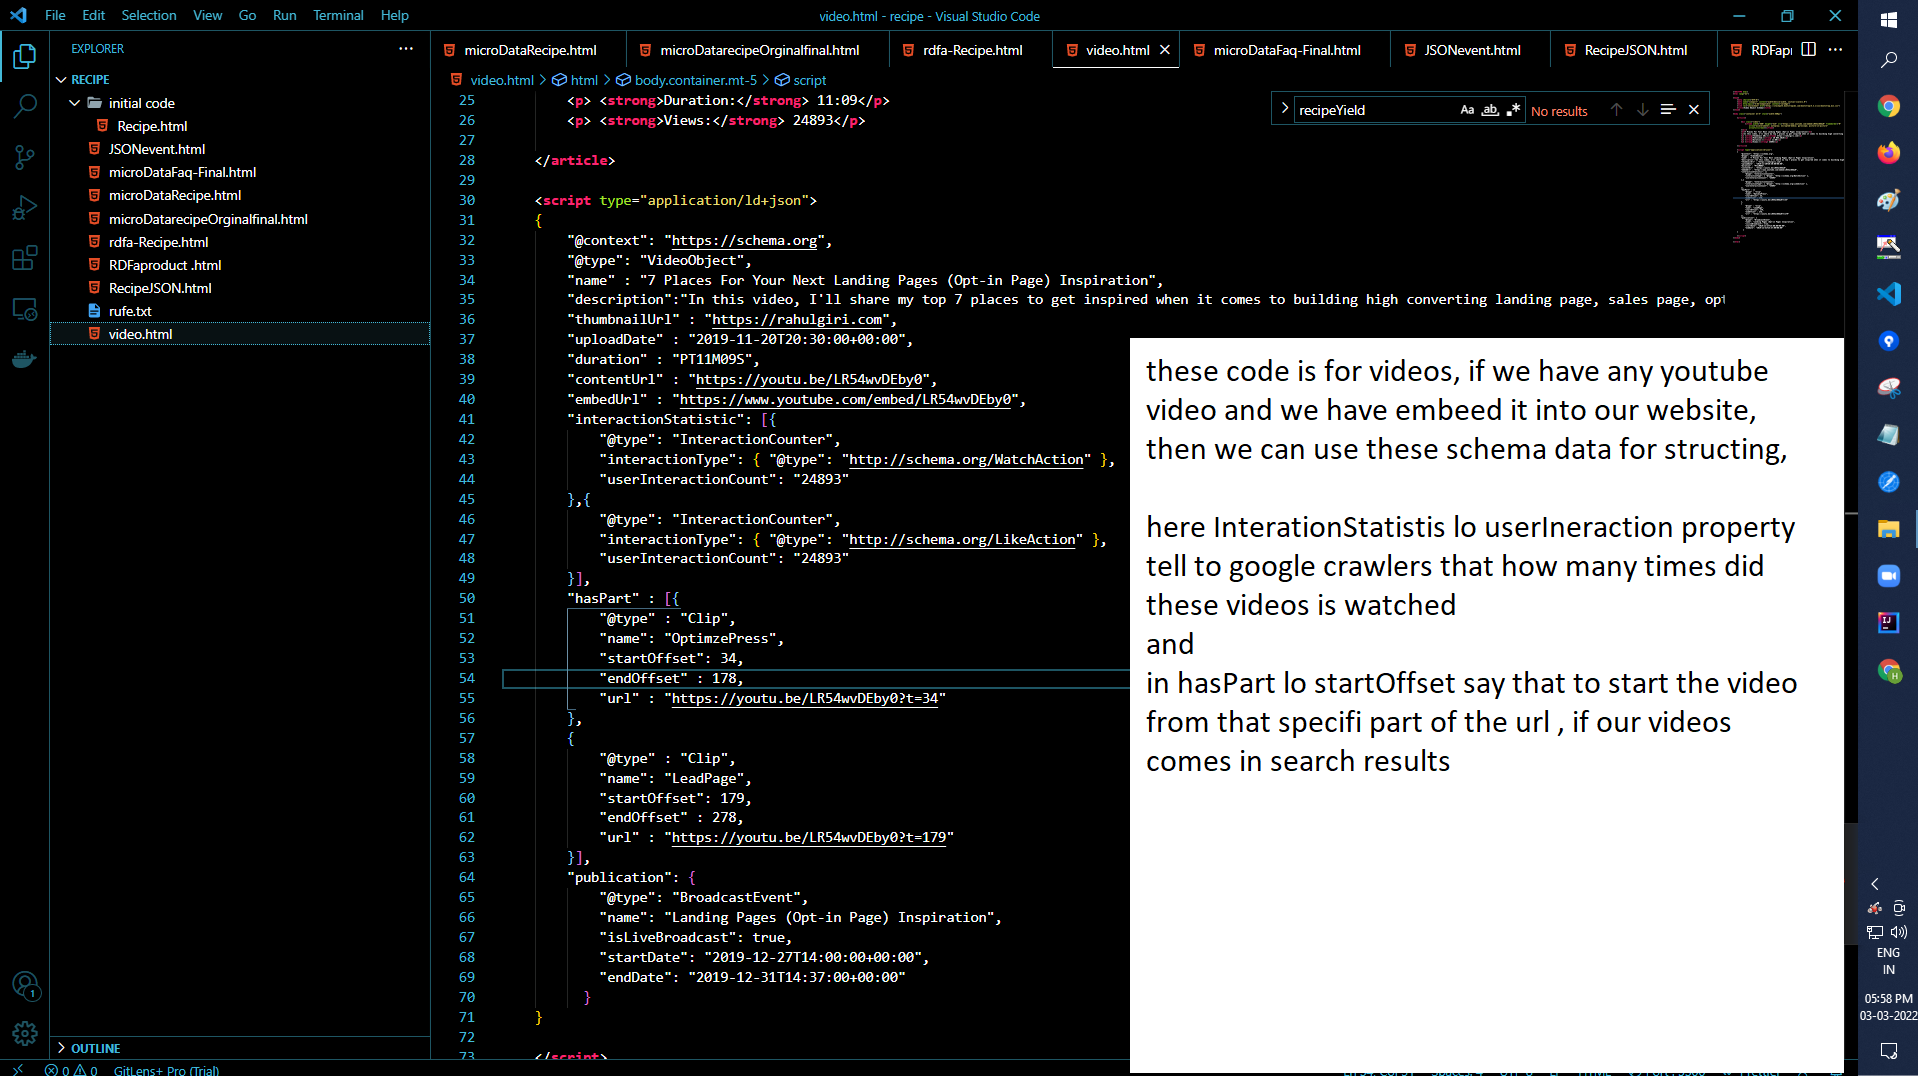 File Edit Selection View Go Run Terminal Help
video.html - recipe - Visual Studio Code
EXPLORER
RECIPE
initial code
Recipe.html
JSONevent.html
microDataFaq-Final.html
microDataRecipe.html
microDatarecipeOrginalfinal.html
rdfa-Recipe.html
RDFaproduct .html
RecipeJSON.html
rufe.txt
video.html
OUTLINE
microDataRecipe.html microDatarecipeOrginalfinal.html rdfa-Recipe.html video.html microDataFaq-Final.html JSONevent.html RecipeJSON.html RDFapr
video.html > html > body.container.mt-5 > script
recipeYield Aa ab No results
25 <p> <strong>Duration:</strong> 11:09</p>
26 <p> <strong>Views:</strong> 24893</p>
27
28 </article>
29
30 <script type="application/ld+json">
31 {
32 "@context": "https://schema.org",
33 "@type": "VideoObject",
34 "name" : "7 Places For Your Next Landing Pages (Opt-in Page) Inspiration",
35 "description":"In this video, I'll share my top 7 places to get inspired when it comes to building high converting landing page, sales page, opt
36 "thumbnailUrl" : "https://rahulgiri.com",
37 "uploadDate" : "2019-11-20T20:30:00+00:00",
38 "duration" : "PT11M09S",
39 "contentUrl" : "https://youtu.be/LR54wvDEby0",
40 "embedUrl" : "https://www.youtube.com/embed/LR54wvDEby0",
41 "interactionStatistic": [{
42 "@type": "InteractionCounter",
43 "interactionType": { "@type": "http://schema.org/WatchAction" },
44 "userInteractionCount": "24893"
45 },{
46 "@type": "InteractionCounter",
47 "interactionType": { "@type": "http://schema.org/LikeAction" },
48 "userInteractionCount": "24893"
49 }],
50 "hasPart" : [{
51 "@type" : "Clip",
52 "name": "OptimzePress",
53 "startOffset": 34,
54 "endOffset" : 178,
55 "url" : "https://youtu.be/LR54wvDEby0?t=34"
56 },
57 {
58 "@type" : "Clip",
59 "name": "LeadPage",
60 "startOffset": 179,
61 "endOffset" : 278,
62 "url" : "https://youtu.be/LR54wvDEby0?t=179"
63 }],
64 "publication": {
65 "@type": "BroadcastEvent",
66 "name": "Landing Pages (Opt-in Page) Inspiration",
67 "isLiveBroadcast": true,
68 "startDate": "2019-12-27T14:00:00+00:00",
69 "endDate": "2019-12-31T14:37:00+00:00"
70 }
71 }
72
73 </script>
these code is for videos, if we have any youtube
video and we have embeed it into our website,
then we can use these schema data for structing,
here InterationStatistis lo userIneraction property
tell to google crawlers that how many times did
these videos is watched
and
in hasPart lo startOffset say that to start the video
from that specifi part of the url , if our videos
comes in search results
1
0 0 GitLens+ Pro (Trial)
IJ
H
ENG
IN
05:58 PM
03-03-2022